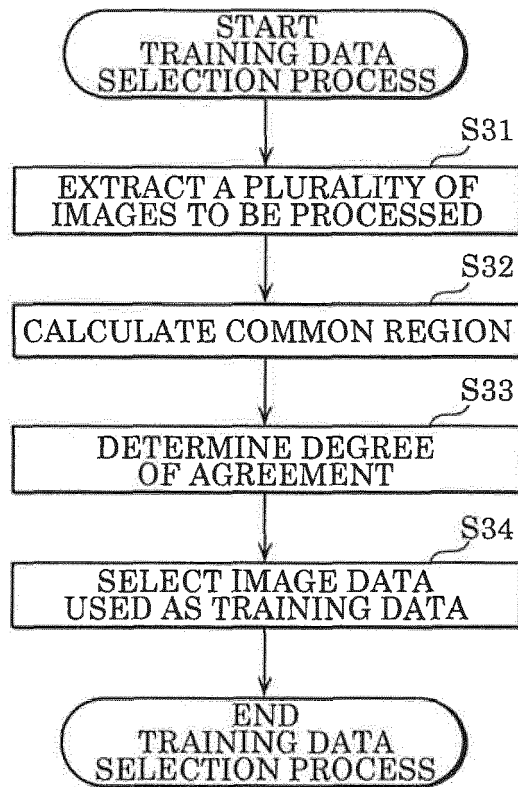 START
TRAINING DATA
SELECTION PROCESS
S31
EXTRACT A PLURALITY OF
IMAGES TO BE PROCESSED
S32
CALCULATE COMMON REGION
S33
DETERMINE DEGREE
OF AGREEMENT
S34
SELECT IMAGE DATA
USED AS TRAINING DATA
END
TRAINING DATA
SELECTION PROCESS